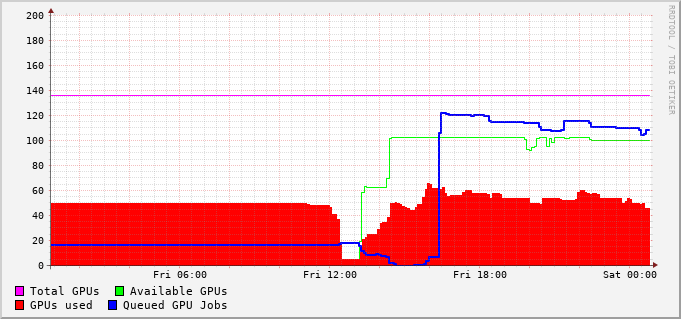 200
180
160
140
120
100
80
60
40
20
0
Fri 06:00 Fri 12:00 Fri 18:00 Sat 00:00
Total GPUs Available GPUs
GPUs used Queued GPU Jobs
RRDTOOL / TOBI OETIKER